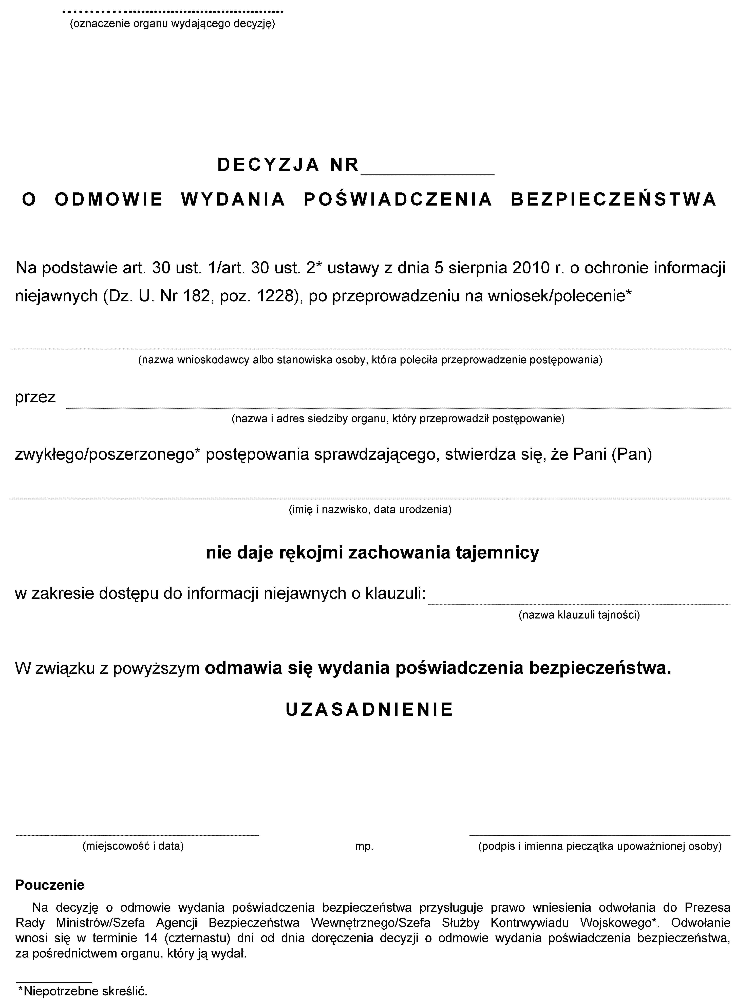 ................................................
(oznaczenie organu wydającego decyzję)
DECYZJA NR
O ODMOWIE WYDANIA POŚWIADCZENIA BEZPIECZEŃSTWA
Na podstawie art. 30 ust. 1/art. 30 ust. 2* ustawy z dnia 5 sierpnia 2010 r. o ochronie informacji
niejawnych (Dz. U. Nr 182, poz. 1228), po przeprowadzeniu na wniosek/polecenie*
(nazwa wnioskodawcy albo stanowiska osoby, która poleciła przeprowadzenie postępowania)
przez
(nazwa i adres siedziby organu, który przeprowadził postępowanie)
zwykłego/poszerzonego* postępowania sprawdzającego, stwierdza się, że Pani (Pan)
(imię i nazwisko, data urodzenia)
nie daje rękojmi zachowania tajemnicy
w zakresie dostępu do informacji niejawnych o klauzuli:
(nazwa klauzuli tajności)
W związku z powyższym odmawia się wydania poświadczenia bezpieczeństwa.
UZASADNIENIE
(miejscowość i data) mp. (podpis i imienna pieczątka upoważnionej osoby)
Pouczenie
Na decyzję o odmowie wydania poświadczenia bezpieczeństwa przysługuje prawo wniesienia odwołania do Prezesa
Rady Ministrów/Szefa Agencji Bezpieczeństwa Wewnętrznego/Szefa Służby Kontrwywiadu Wojskowego*. Odwołanie
wnosi się w terminie 14 (czternastu) dni od dnia doręczenia decyzji o odmowie wydania poświadczenia bezpieczeństwa,
za pośrednictwem organu, który ją wydał.
*Niepotrzebne skreślić.